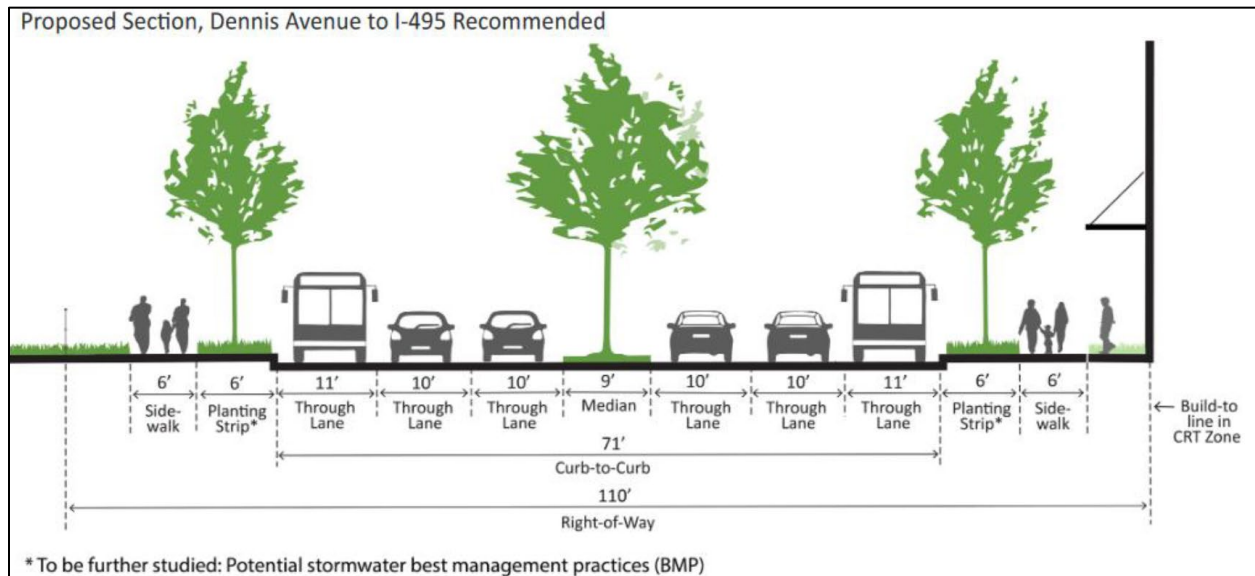 Proposed Section, Dennis Avenue to I-495 Recommended
6’ 6’ 11’ 10’ 10’ 9’ 10’ 10’ 11’ 6’ 6’
Side- Planting Through Through Through Median Through Through Through Planting Side-
walk Strip* Lane Lane Lane Lane Lane Lane Strip* walk
Build-to
line in
CRT Zone
71’
Curb-to-Curb
110’
Right-of-Way
* To be further studied: Potential stormwater best management practices (BMP)